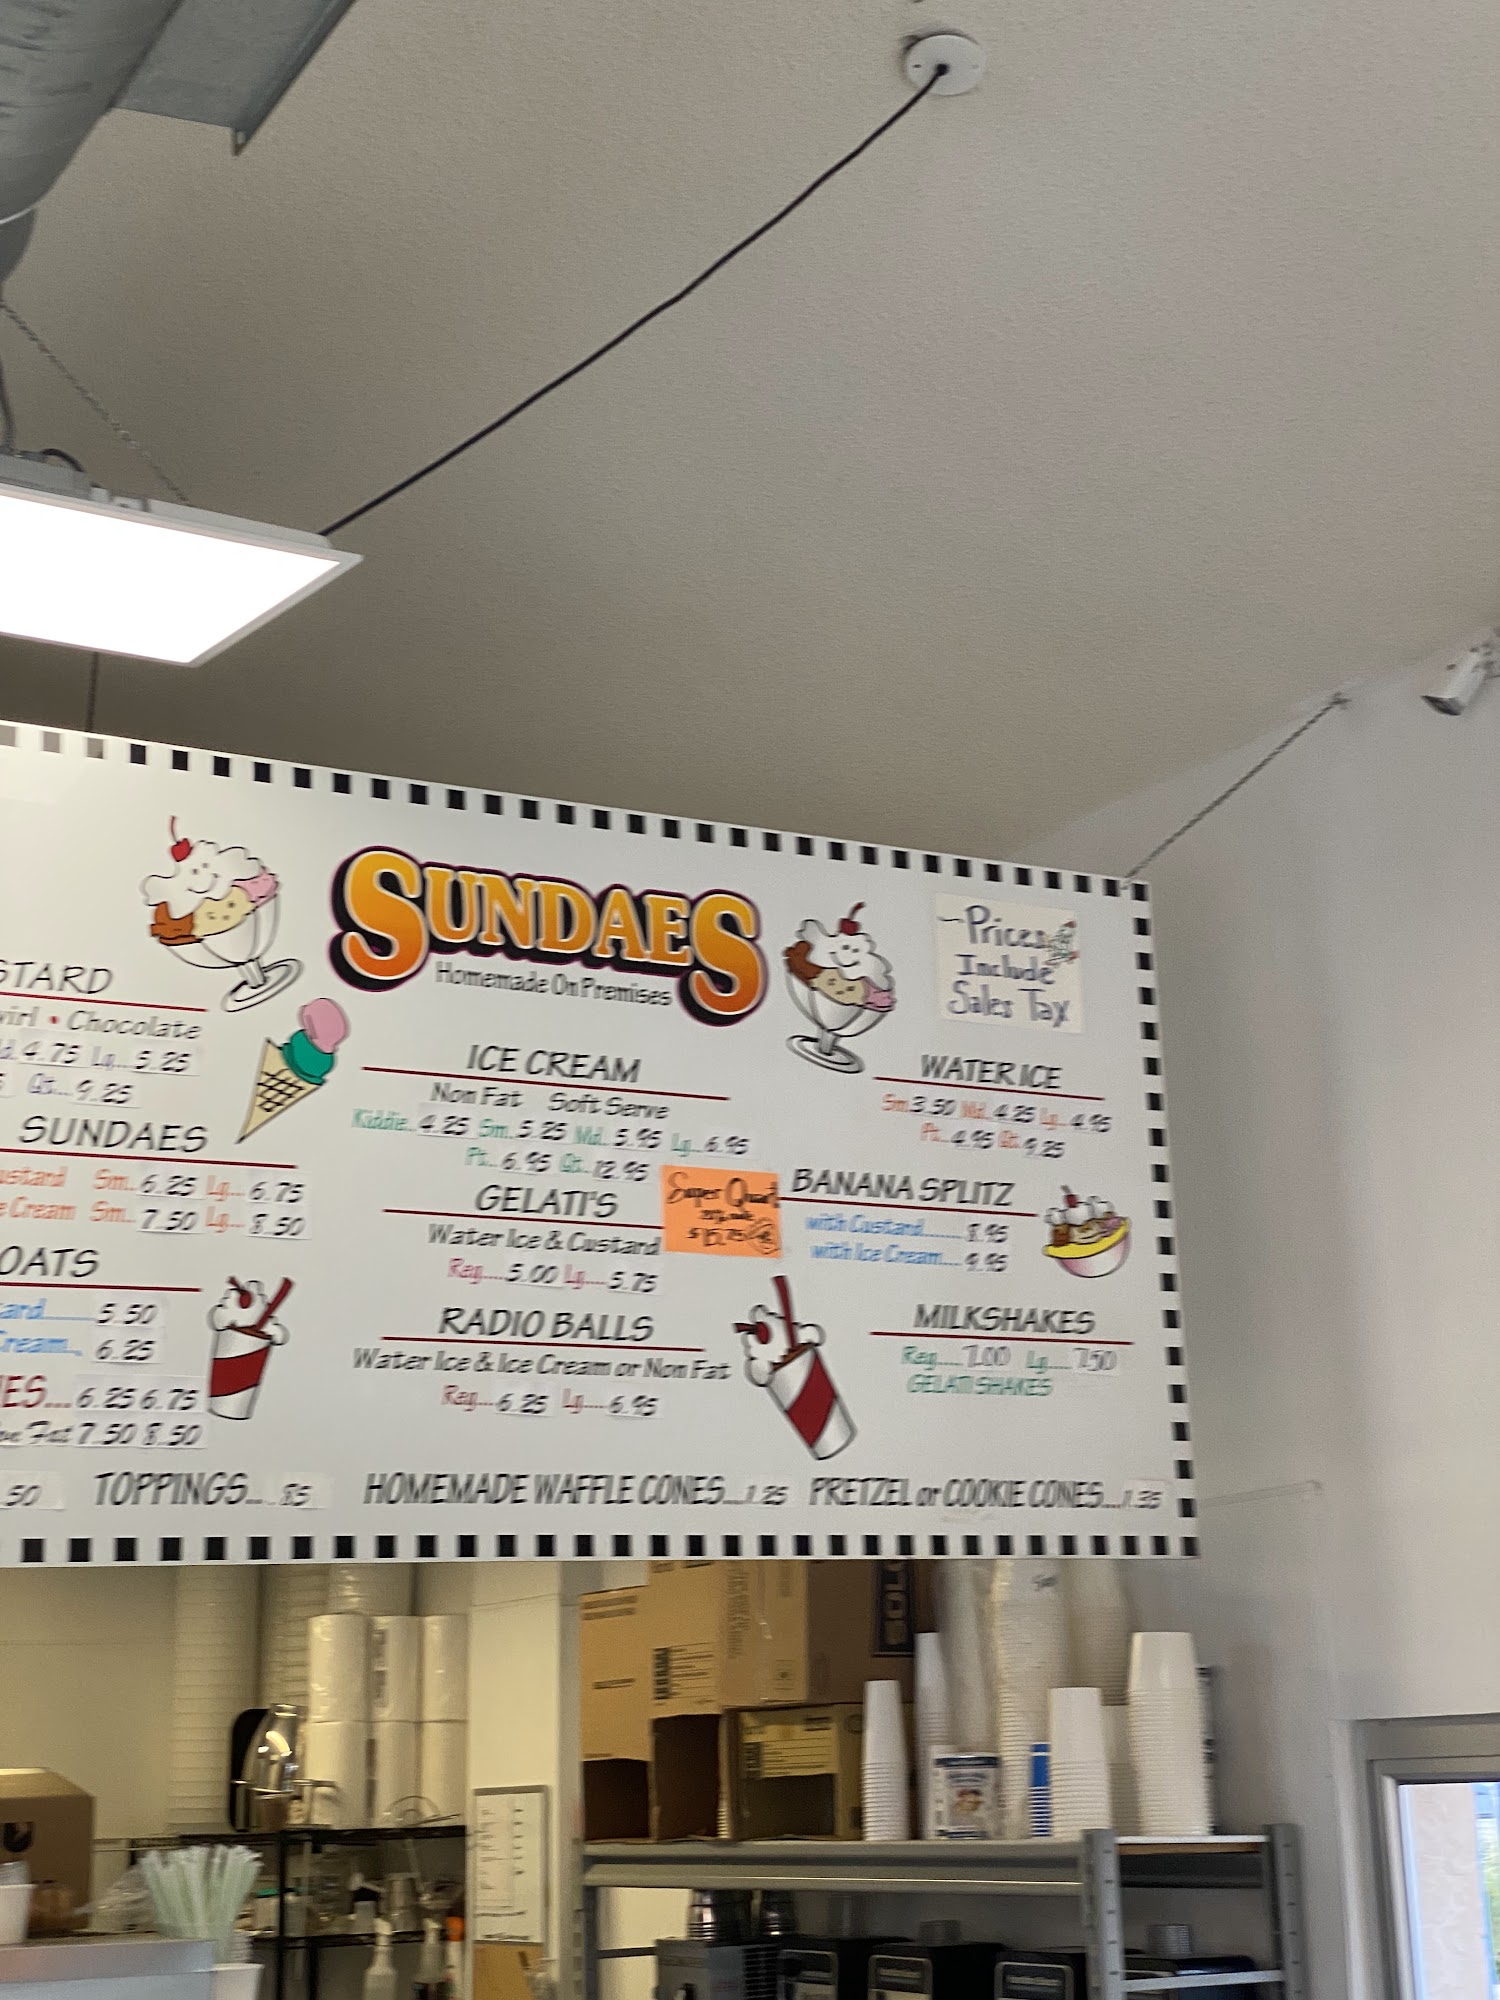 STARD
wirl • Chocolate
d. 4.75 Lg... 5.25
Qt... 9.25
SUNDAES
ustard Sm.. 6.25 Lg... 6.75
e Cream Sm.. 7.50 Lg... 8.50
OATS
ard........ 5.50
Cream.. 6.25
IES.... 6.25 6.75
Fat 7.50 8.50
.50 TOPPINGS.... .85
SUNDAES
Homemade On Premises
ICE CREAM
Non Fat Soft Serve
Kiddie.. 4.25 Sm. 5.25 Md.. 5.95 Lg.. 6.95
Pt... 6.95 Qt.. 12.95
GELATI'S
Water Ice & Custard
Reg.... 5.00 Lg.... 5.75
Super Quart
$15.75
RADIO BALLS
Water Ice & Ice Cream or Non Fat
Reg... 6.25 Lg.... 6.95
HOMEMADE WAFFLE CONES.... 1.25
~Prices
Include
Sales Tax
WATER ICE
Sm 3.50 Md.. 4.25 Lg.. 4.95
Pt... 4.95 Qt. 9.25
BANANA SPLITZ
with Custard........ 8.95
with Ice Cream.... 9.95
MILKSHAKES
Reg.... 7.00 Lg.... 7.50
GELATI SHAKES
PRETZEL or COOKIE CONES.... 1.35